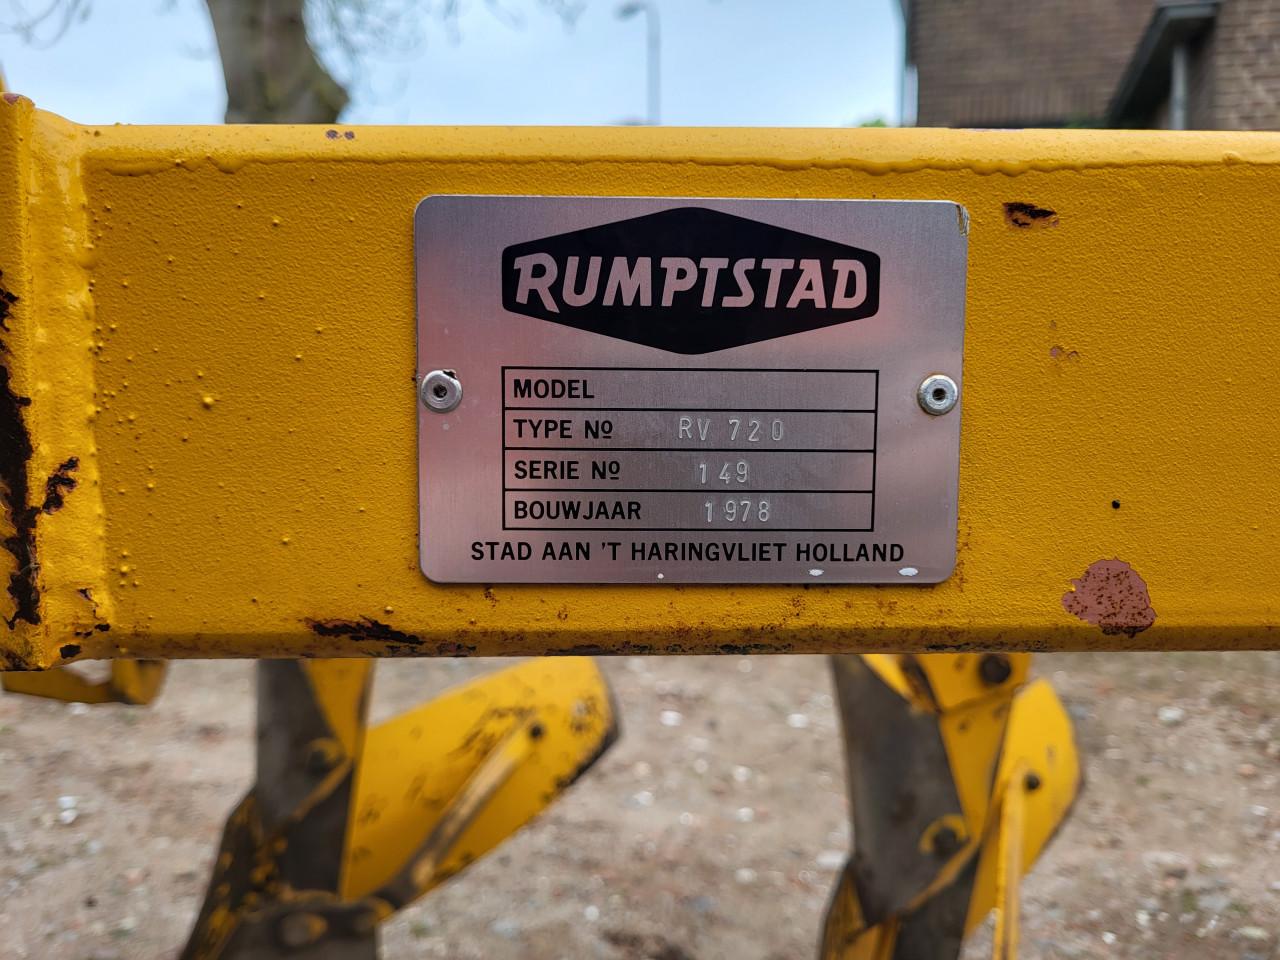 RUMPTSTAD
MODEL
TYPE Nº RV 720
SERIE Nº 149
BOUWJAAR 1978
STAD AAN 'T HARINGVLIET HOLLAND